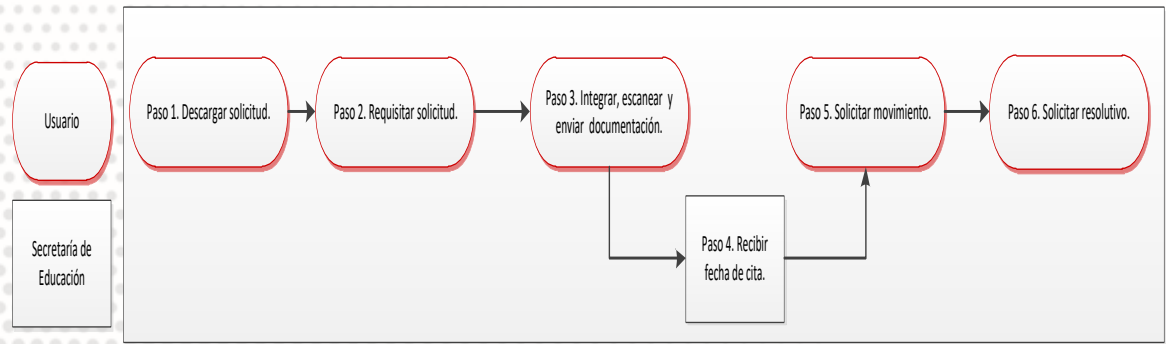 Usuario
Paso 1. Descargar solicitud.
Paso 2. Requisitar solicitud.
Paso 3. Integrar, escanear y
enviar documentación.
Paso 5. Solicitar movimiento.
Paso 6. Solicitar resolutivo.
Secretaría de
Educación
Paso 4. Recibir
fecha de cita.